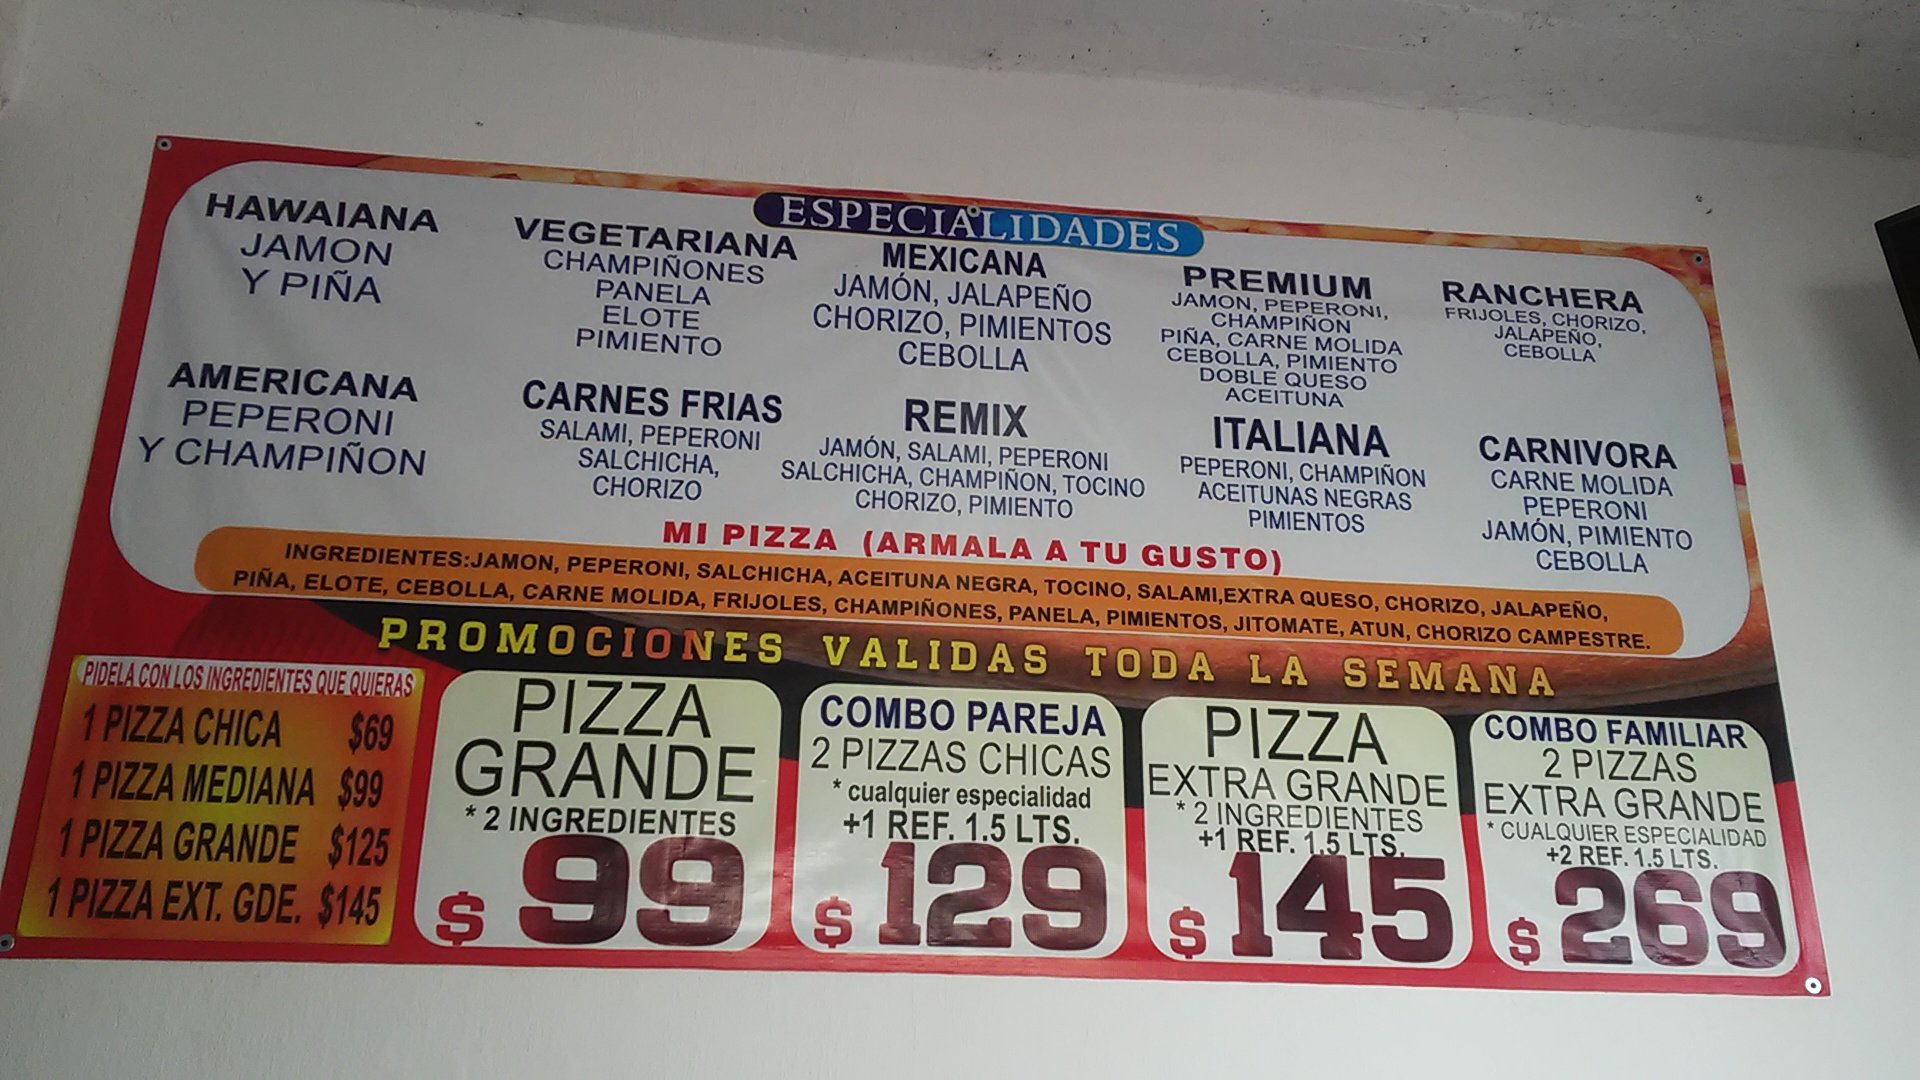 ESPECIALIDADES
HAWAIANA
JAMON
Y PIÑA
VEGETARIANA
CHAMPIÑONES
PANELA
ELOTE
PIMIENTO
MEXICANA
JAMÓN, JALAPEÑO
CHORIZO, PIMIENTOS
CEBOLLA
PREMIUM
JAMON, PEPERONI,
CHAMPIÑON
PIÑA, CARNE MOLIDA
CEBOLLA, PIMIENTO
DOBLE QUESO
ACEITUNA
RANCHERA
FRIJOLES, CHORIZO,
JALAPEÑO,
CEBOLLA
AMERICANA
PEPERONI
Y CHAMPIÑON
CARNES FRIAS
SALAMI, PEPERONI
SALCHICHA,
CHORIZO
REMIX
JAMÓN, SALAMI, PEPERONI
SALCHICHA, CHAMPIÑON, TOCINO
CHORIZO, PIMIENTO
ITALIANA
PEPERONI, CHAMPIÑON
ACEITUNAS NEGRAS
PIMIENTOS
CARNIVORA
CARNE MOLIDA
PEPERONI
JAMÓN, PIMIENTO
CEBOLLA
MI PIZZA (ARMALA A TU GUSTO)
INGREDIENTES:JAMON, PEPERONI, SALCHICHA, ACEITUNA NEGRA, TOCINO, SALAMI,EXTRA QUESO, CHORIZO, JALAPEÑO,
PIÑA, ELOTE, CEBOLLA, CARNE MOLIDA, FRIJOLES, CHAMPIÑONES, PANELA, PIMIENTOS, JITOMATE, ATUN, CHORIZO CAMPESTRE.
PROMOCIONES VALIDAS TODA LA SEMANA
PIDELA CON LOS INGREDIENTES QUE QUIERAS
1 PIZZA CHICA $69
1 PIZZA MEDIANA $99
1 PIZZA GRANDE $125
1 PIZZA EXT. GDE. $145
PIZZA
GRANDE
* 2 INGREDIENTES
$ 99
COMBO PAREJA
2 PIZZAS CHICAS
* cualquier especialidad
+1 REF. 1.5 LTS.
$ 129
PIZZA
EXTRA GRANDE
* 2 INGREDIENTES
+1 REF. 1.5 LTS.
$ 145
COMBO FAMILIAR
2 PIZZAS
EXTRA GRANDE
* CUALQUIER ESPECIALIDAD
+2 REF. 1.5 LTS.
$ 269